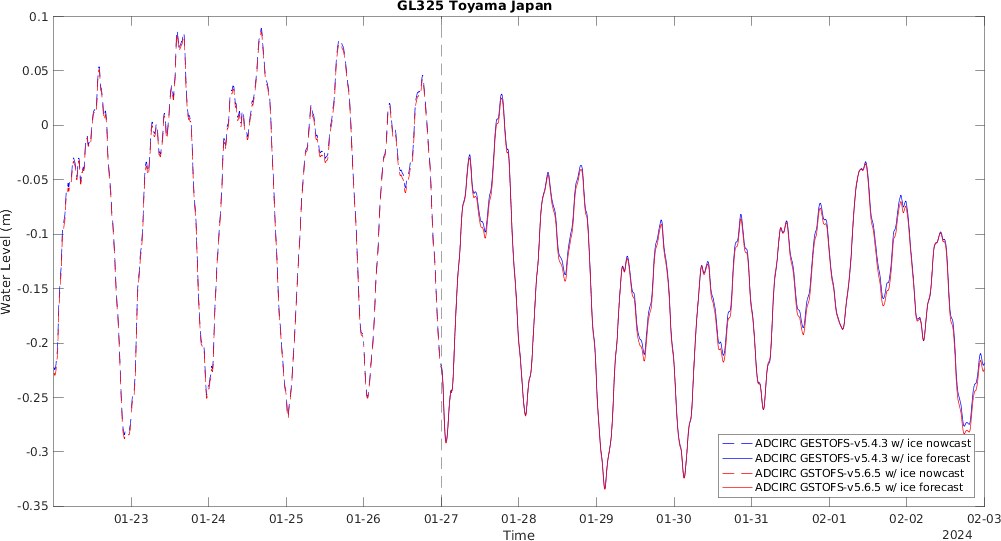 GL325 Toyama Japan
0.1
0.05
0
-0.05
-0.1
-0.15
-0.2
-0.25
-0.3
-0.35
Water Level (m)
ADCIRC GESTOFS-v5.4.3 w/ ice nowcast
ADCIRC GESTOFS-v5.4.3 w/ ice forecast
ADCIRC GSTOFS-v5.6.5 w/ ice nowcast
ADCIRC GSTOFS-v5.6.5 w/ ice forecast
01-23 01-24 01-25 01-26 01-27 01-28 01-29 01-30 01-31 02-01 02-02 02-03
Time
2024